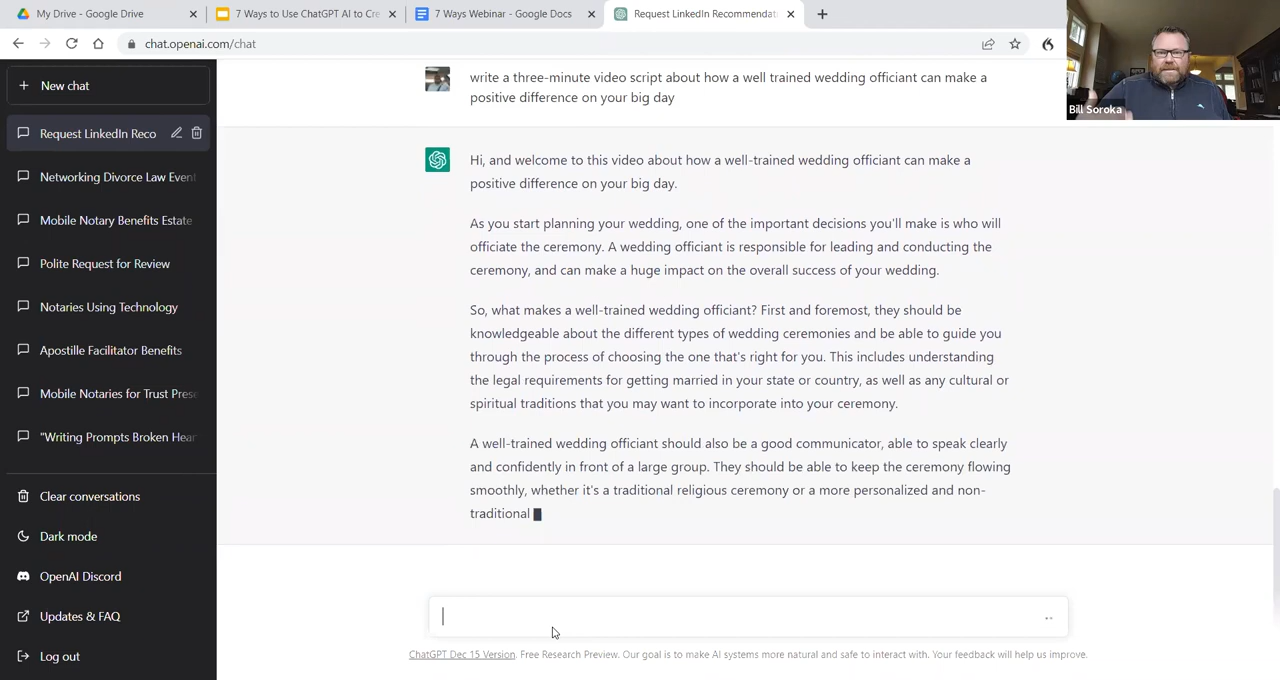 My Drive - Google Drive
7 Ways to Use ChatGPT AI to Cre
7 Ways Webinar - Google Docs
Request LinkedIn Recommendat
chat.openai.com/chat
Bill Soroka
New chat
Request LinkedIn Reco
Networking Divorce Law Event
Mobile Notary Benefits Estate
Polite Request for Review
Notaries Using Technology
Apostille Facilitator Benefits
Mobile Notaries for Trust Presc
"Writing Prompts Broken Hear
Clear conversations
Dark mode
OpenAI Discord
Updates & FAQ
Log out
write a three-minute video script about how a well trained wedding officiant can make a
positive difference on your big day
Hi, and welcome to this video about how a well-trained wedding officiant can make a
positive difference on your big day.
As you start planning your wedding, one of the important decisions you'll make is who will
officiate the ceremony. A wedding officiant is responsible for leading and conducting the
ceremony, and can make a huge impact on the overall success of your wedding.
So, what makes a well-trained wedding officiant? First and foremost, they should be
knowledgeable about the different types of wedding ceremonies and be able to guide you
through the process of choosing the one that's right for you. This includes understanding
the legal requirements for getting married in your state or country, as well as any cultural or
spiritual traditions that you may want to incorporate into your ceremony.
A well-trained wedding officiant should also be a good communicator, able to speak clearly
and confidently in front of a large group. They should be able to keep the ceremony flowing
smoothly, whether it's a traditional religious ceremony or a more personalized and non-
traditional
ChatGPT Dec 15 Version. Free Research Preview. Our goal is to make AI systems more natural and safe to interact with. Your feedback will help us improve.